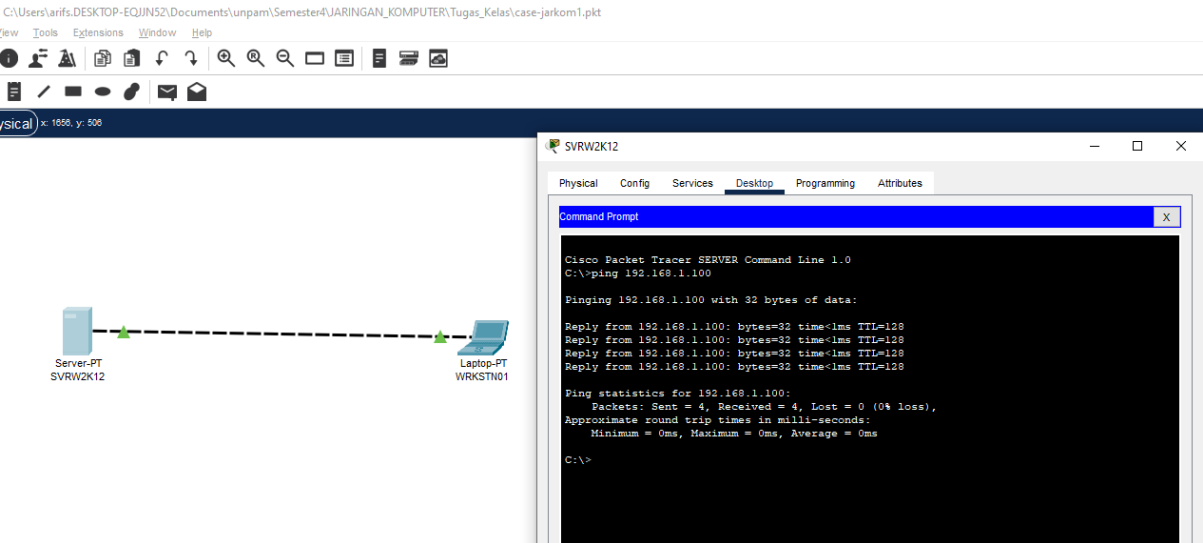 C:\Users\arifs.DESKTOP-EQJJN52\Documents\unpam\Semester4\JARINGAN_KOMPUTER\Tugas_Kelas\case-jarkom1.pkt
View Tools Extensions Window Help
Physical x: 1656, y: 506
SVRW2K12
Physical Config Services Desktop Programming Attributes
Command Prompt X
Cisco Packet Tracer SERVER Command Line 1.0
C:\>ping 192.168.1.100
Pinging 192.168.1.100 with 32 bytes of data:
Reply from 192.168.1.100: bytes=32 time<1ms TTL=128
Reply from 192.168.1.100: bytes=32 time<1ms TTL=128
Reply from 192.168.1.100: bytes=32 time<1ms TTL=128
Reply from 192.168.1.100: bytes=32 time<1ms TTL=128
Ping statistics for 192.168.1.100:
Packets: Sent = 4, Received = 4, Lost = 0 (0% loss),
Approximate round trip times in milli-seconds:
Minimum = 0ms, Maximum = 0ms, Average = 0ms
C:\>
Server-PT
SVRW2K12
Laptop-PT
WRKSTN01